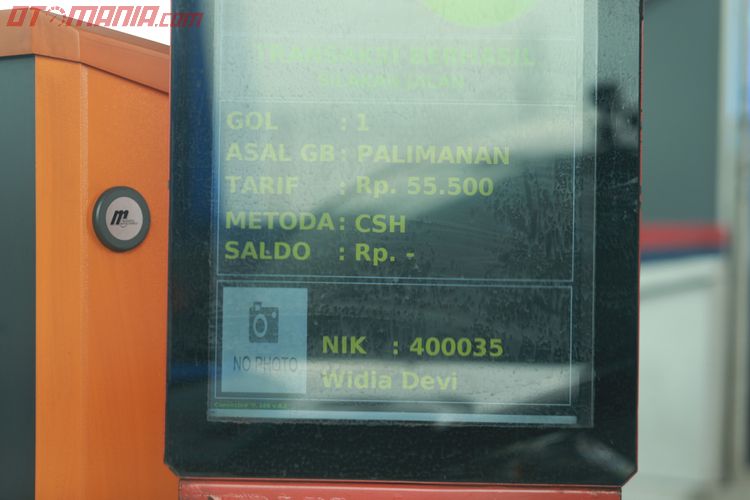 OTOMANIA.COM
TRANSAKSI BERHASIL
SILAKAN JALAN
GOL : 1
ASAL GB : PALIMANAN
TARIF : Rp. 55.500
METODA : CSH
SALDO : Rp. -
m
NO PHOTO
NIK : 400035
Widia Devi